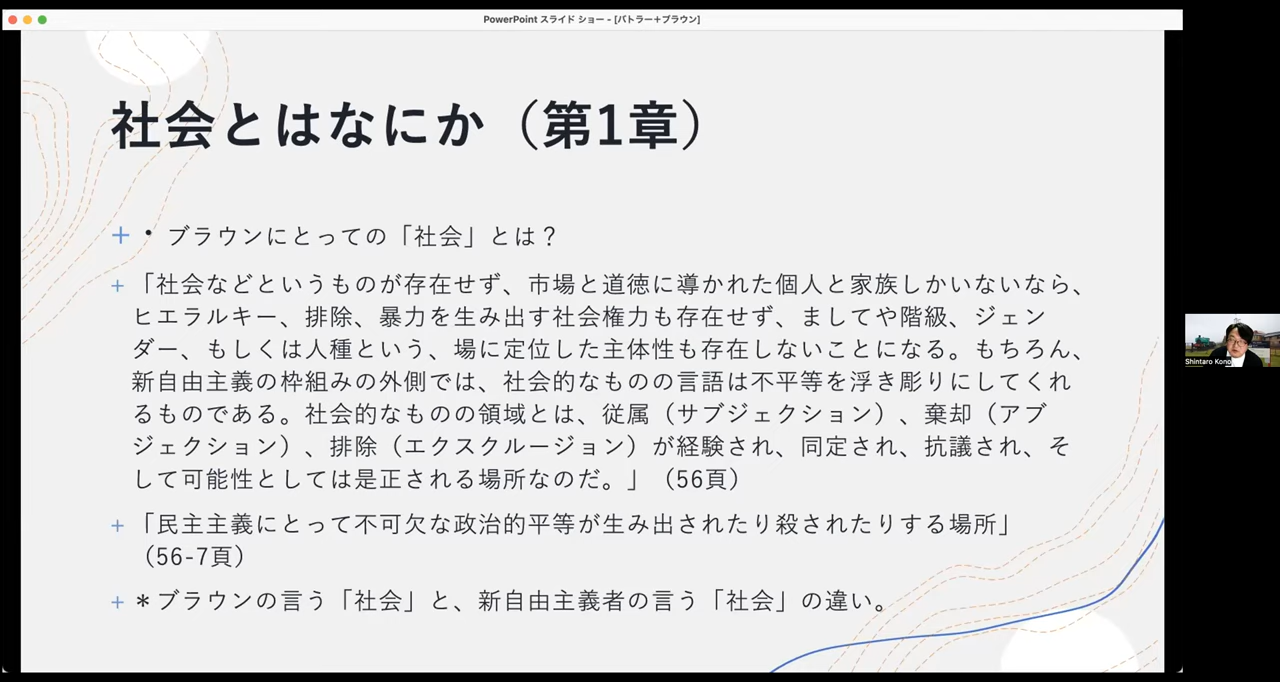 PowerPoint スライド ショー - [バトラー＋ブラウン]
社会とはなにか（第1章）
+ • ブラウンにとっての「社会」とは？
+ 「社会などというものが存在せず、市場と道徳に導かれた個人と家族しかいないなら、
ヒエラルキー、排除、暴力を生み出す社会権力も存在せず、ましてや階級、ジェン
ダー、もしくは人種という、場に定位した主体性も存在しないことになる。もちろん、
新自由主義の枠組みの外側では、社会的なものの言語は不平等を浮き彫りにしてくれ
るものである。社会的なものの領域とは、従属（サブジェクション）、棄却（アブ
ジェクション）、排除（エクスクルージョン）が経験され、同定され、抗議され、そ
して可能性としては是正される場所なのだ。」（56頁）
+ 「民主主義にとって不可欠な政治的平等が生み出されたり殺されたりする場所」
（56-7頁）
+ ＊ブラウンの言う「社会」と、新自由主義者の言う「社会」の違い。
Shintaro Kono